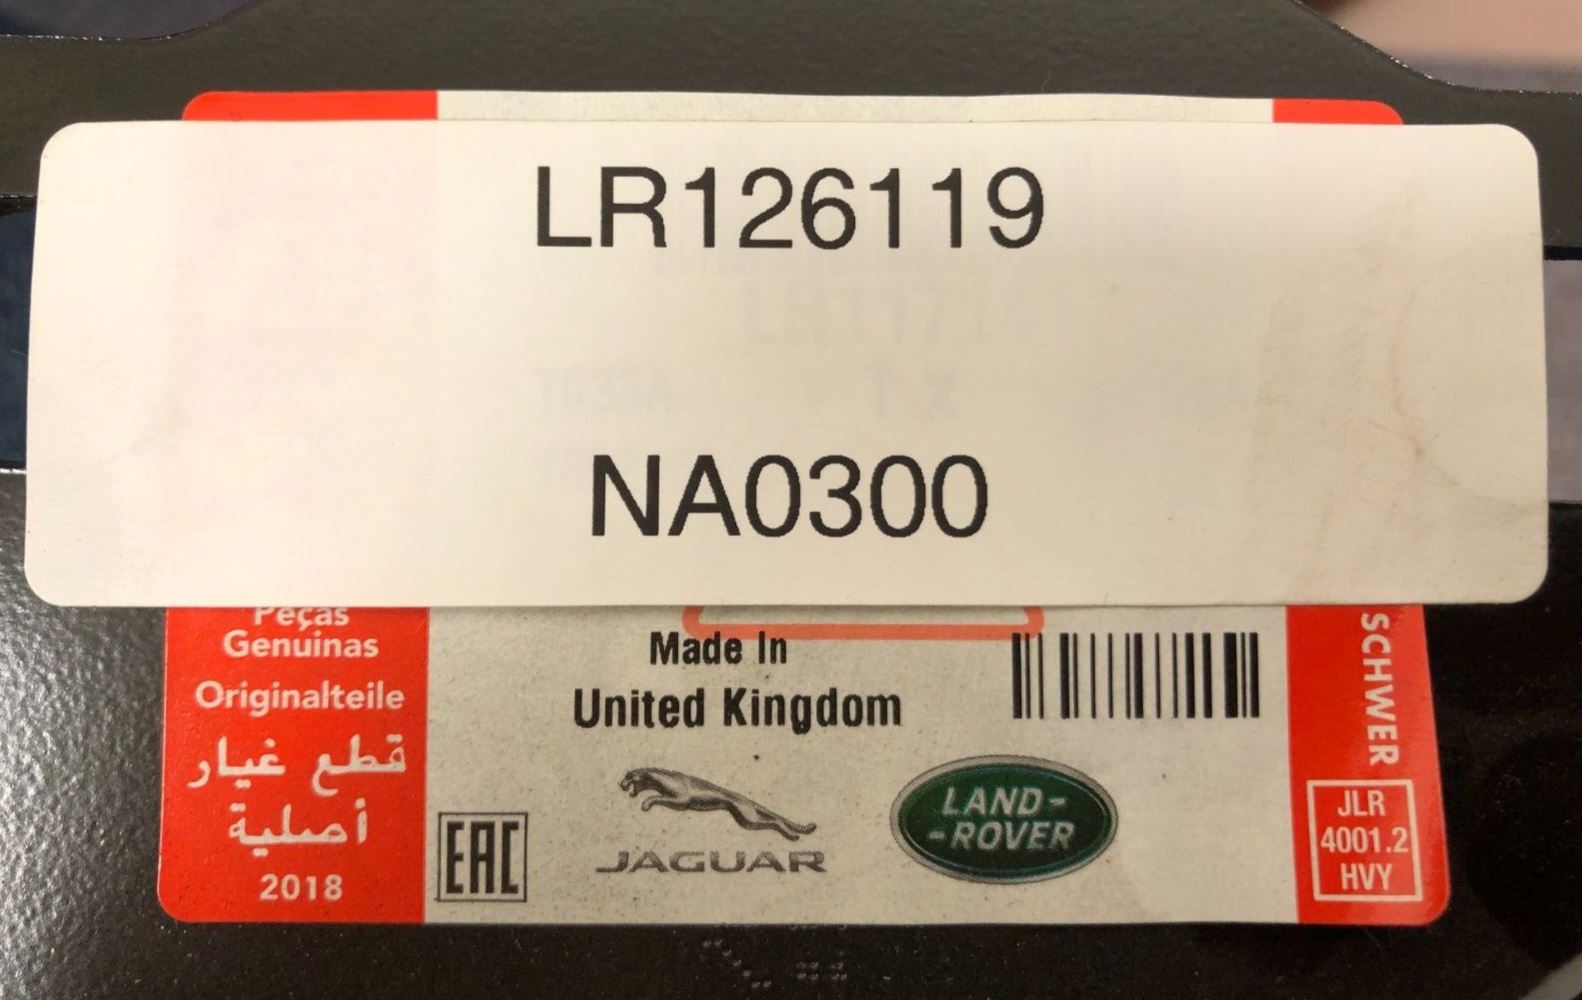 LR126119
NA0300
Peças
Genuinas
Originalteile
قطع غيار
أصلية
2018
Made In
United Kingdom
EAC
JAGUAR
LAND-
-ROVER
SCHWER
JLR
4001.2
HVY